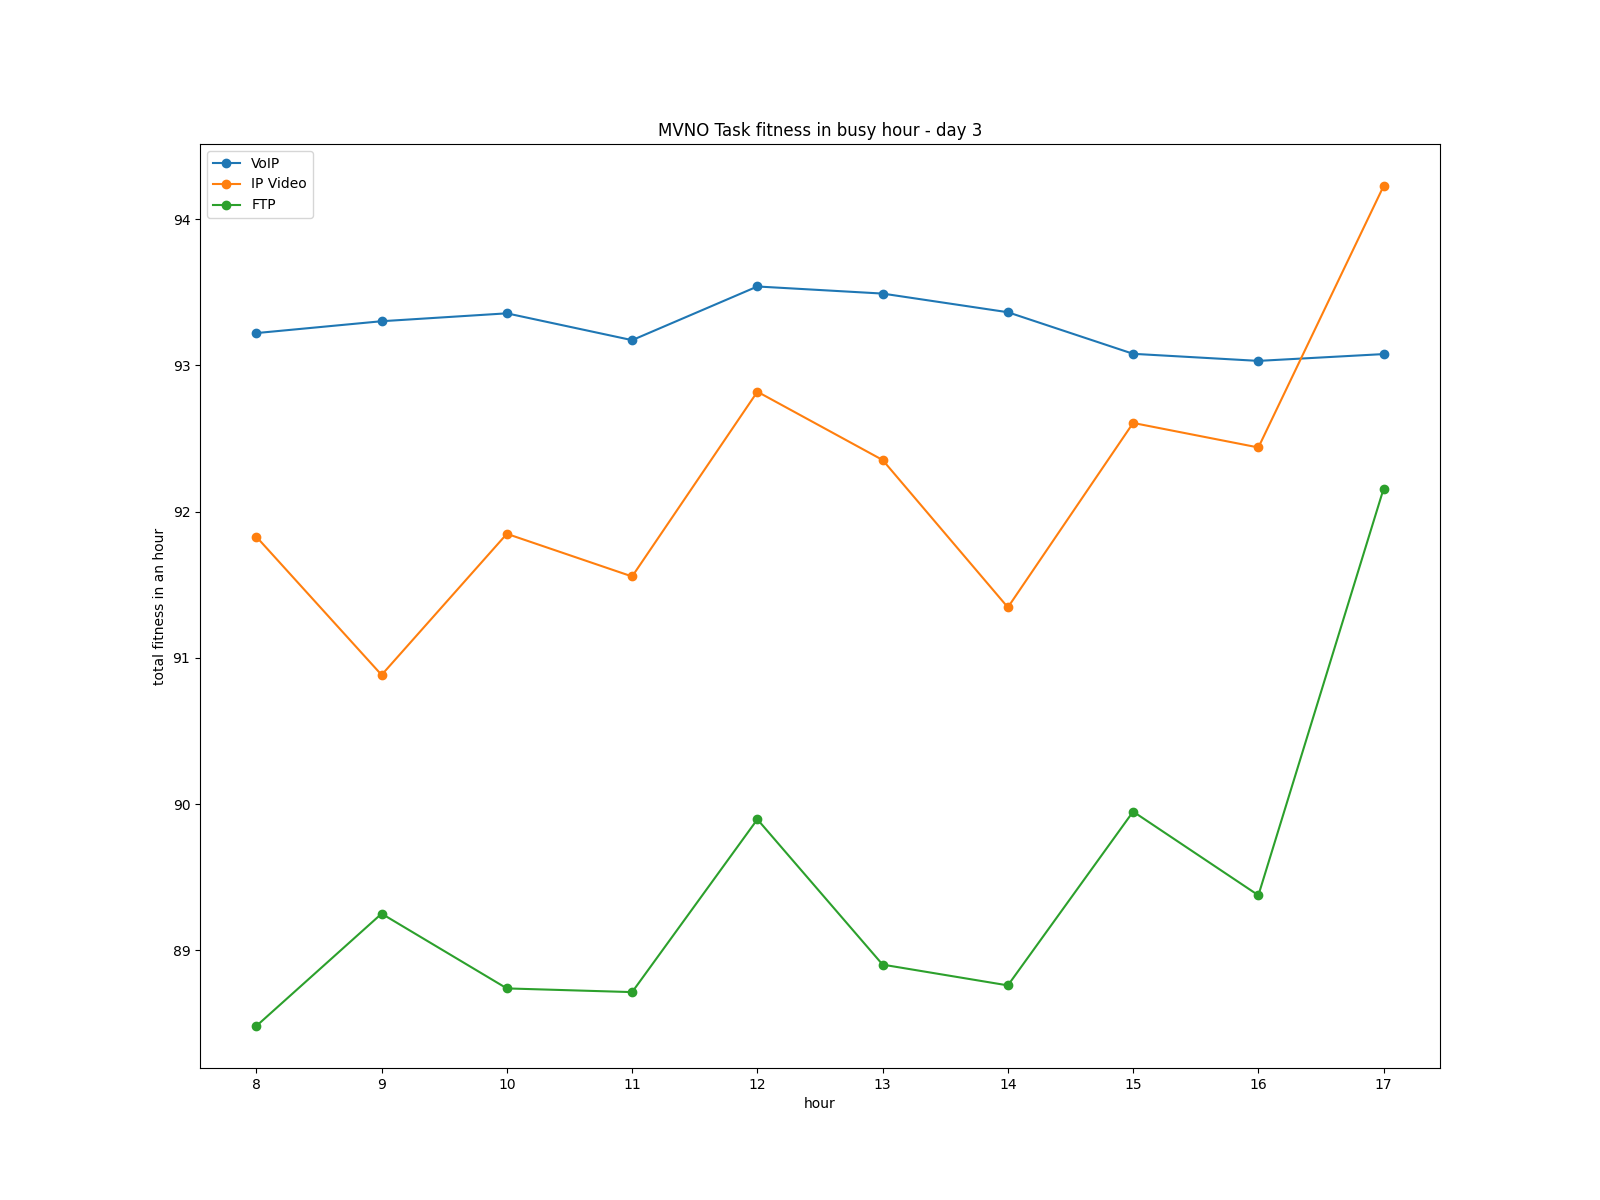 MVNO Task fitness in busy hour - day 3
VoIP
IP Video
FTP
94
93
92
91
90
89
total fitness in an hour
8 9 10 11 12 13 14 15 16 17
hour